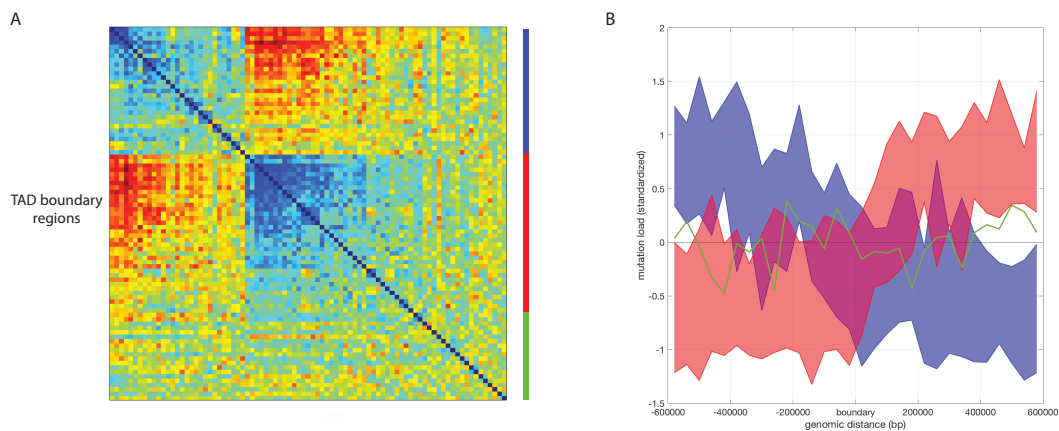 A
TAD boundary
regions
B
mutation load (standardized)
2
1.5
1
0.5
0
-0.5
-1
-1.5
-600000 -400000 -200000 boundary 200000 400000 600000
genomic distance (bp)